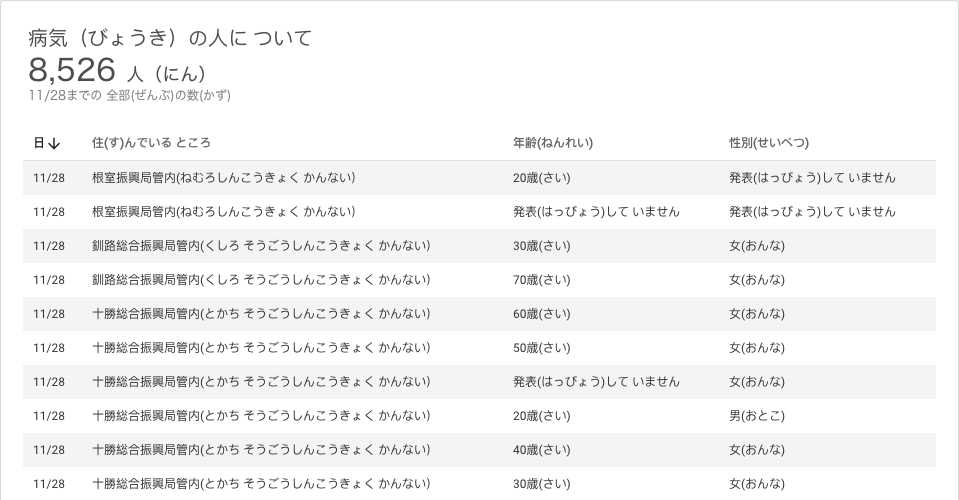 病気（びょうき）の人に ついて
8,526 人（にん）
11/28までの 全部(ぜんぶ)の数(かず)
日↓ 住(す)んでいる ところ 年齢(ねんれい) 性別(せいべつ)
11/28 根室振興局管内(ねむろしんこうきょく かんない) 20歳(さい) 発表(はっぴょう)して いません
11/28 根室振興局管内(ねむろしんこうきょく かんない) 発表(はっぴょう)して いません 発表(はっぴょう)して いません
11/28 釧路総合振興局管内(くしろ そうごうしんこうきょく かんない) 30歳(さい) 女(おんな)
11/28 釧路総合振興局管内(くしろ そうごうしんこうきょく かんない) 70歳(さい) 女(おんな)
11/28 十勝総合振興局管内(とかち そうごうしんこうきょく かんない) 60歳(さい) 女(おんな)
11/28 十勝総合振興局管内(とかち そうごうしんこうきょく かんない) 50歳(さい) 女(おんな)
11/28 十勝総合振興局管内(とかち そうごうしんこうきょく かんない) 発表(はっぴょう)して いません 女(おんな)
11/28 十勝総合振興局管内(とかち そうごうしんこうきょく かんない) 20歳(さい) 男(おとこ)
11/28 十勝総合振興局管内(とかち そうごうしんこうきょく かんない) 40歳(さい) 女(おんな)
11/28 十勝総合振興局管内(とかち そうごうしんこうきょく かんない) 30歳(さい) 女(おんな)